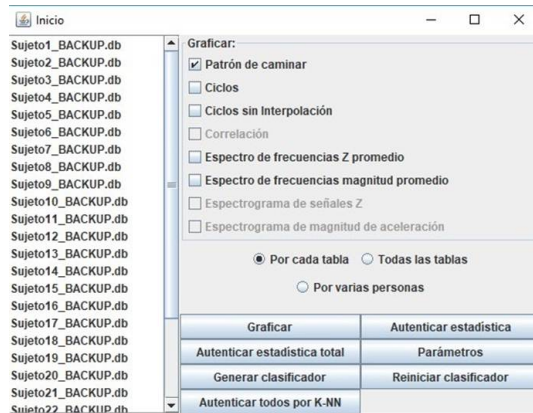 Inicio
Sujeto1_BACKUP.db
Sujeto2_BACKUP.db
Sujeto3_BACKUP.db
Sujeto4_BACKUP.db
Sujeto5_BACKUP.db
Sujeto6_BACKUP.db
Sujeto7_BACKUP.db
Sujeto8_BACKUP.db
Sujeto9_BACKUP.db
Sujeto10_BACKUP.db
Sujeto11_BACKUP.db
Sujeto12_BACKUP.db
Sujeto13_BACKUP.db
Sujeto14_BACKUP.db
Sujeto15_BACKUP.db
Sujeto16_BACKUP.db
Sujeto17_BACKUP.db
Sujeto18_BACKUP.db
Sujeto19_BACKUP.db
Sujeto20_BACKUP.db
Sujeto21_BACKUP.db
Sujeto22_BACKUP.db
Graficar:
Patrón de caminar
Ciclos
Ciclos sin Interpolación
Correlación
Espectro de frecuencias Z promedio
Espectro de frecuencias magnitud promedio
Espectrograma de señales Z
Espectrograma de magnitud de aceleración
Por cada tabla Todas las tablas
Por varias personas
Graficar Autenticar estadística
Autenticar estadística total Parámetros
Generar clasificador Reiniciar clasificador
Autenticar todos por K-NN